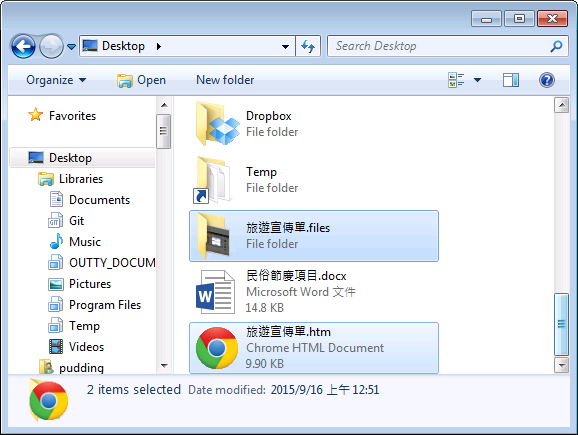 Desktop
Search Desktop
Organize
Open
New folder
Favorites
Desktop
Libraries
Documents
Git
Music
OUTTY_DOCUM
Pictures
Program Files
Temp
Videos
pudding
Dropbox
File folder
Temp
File folder
旅遊宣傳單.files
File folder
民俗節慶項目.docx
Microsoft Word 文件
14.8 KB
旅遊宣傳單.htm
Chrome HTML Document
9.90 KB
2 items selected Date modified: 2015/9/16 上午 12:51